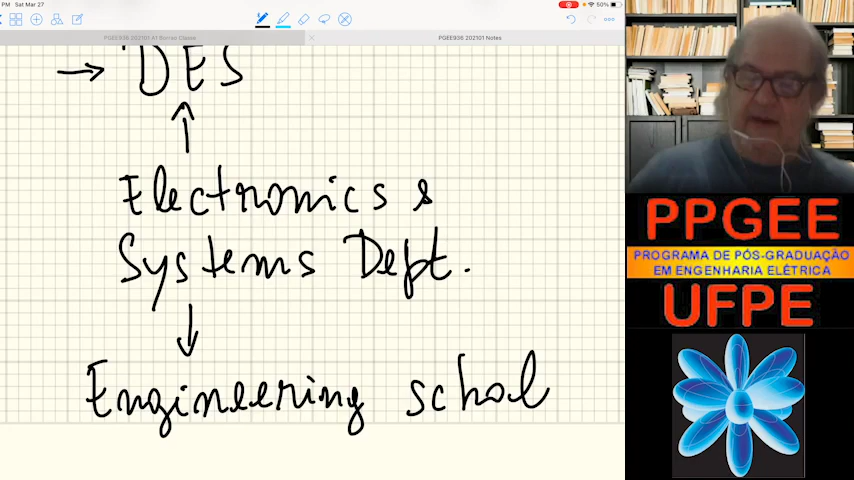 PM Sat Mar 27
50%
PGEE936 202101 A1 Borrao Classe
PGEE936 202101 Notes
→ DES
↑
Electronics &
Systems Dept.
↓
Engineering schol
PPGEE
PROGRAMA DE PÓS-GRADUAÇÃO
EM ENGENHARIA ELÉTRICA
UFPE